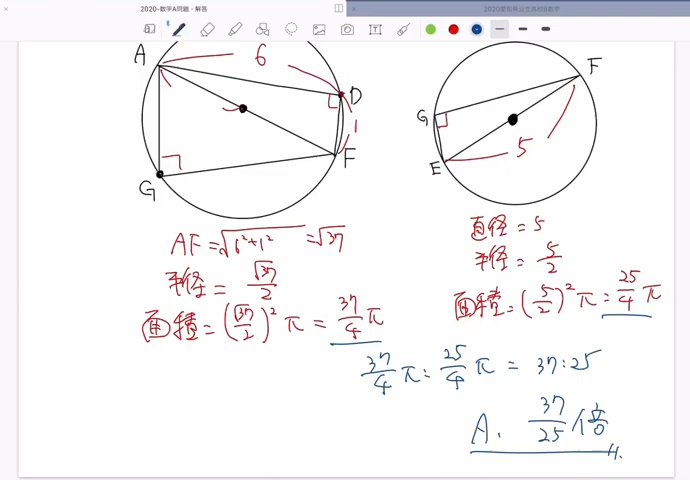 2020-数学A問題・解答
2020愛知県公立高校B数学
A
6
D
1
F
G
F
G
E
5
AF=√6²+1² =√37
半径= √37/2
面積=(√37/2)²π=37/4π
直径=5
半径=5/2
面積=(5/2)²π=25/4π
37/4π:25/4π=37:25
A. 37/25倍